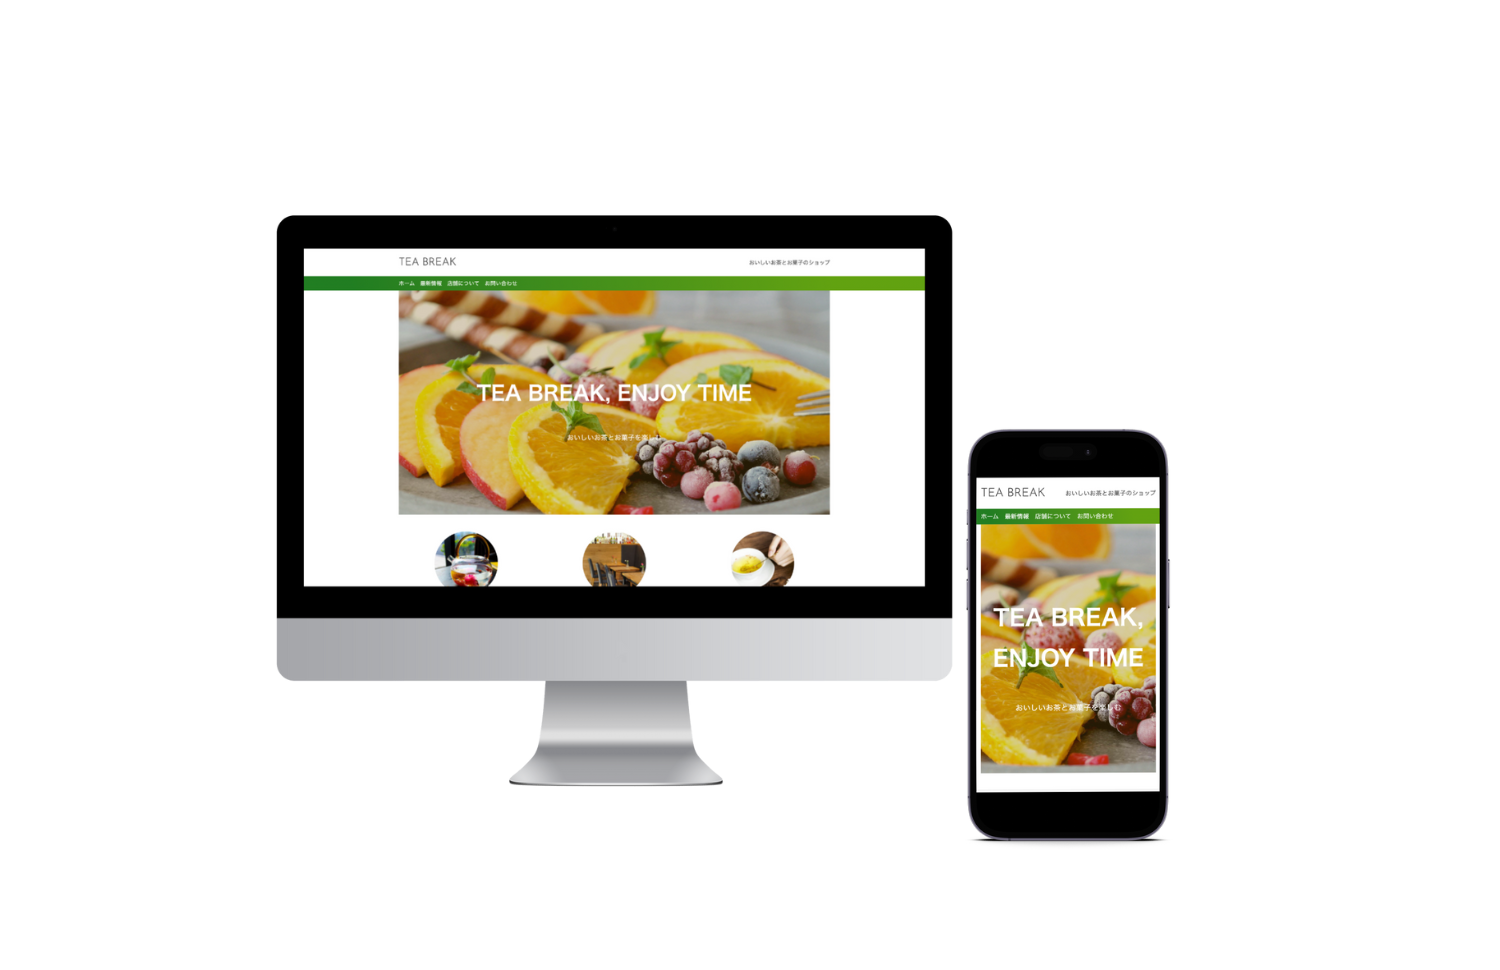 TEA BREAK
おいしいお茶とお菓子のショップ
ホーム 最新情報 店舗について お問い合わせ
TEA BREAK, ENJOY TIME
おいしいお茶とお菓子を楽しむ
TEA BREAK
おいしいお茶とお菓子のショップ
ホーム 最新情報 店舗について お問い合わせ
TEA BREAK,
ENJOY TIME
おいしいお茶とお菓子を楽しむ